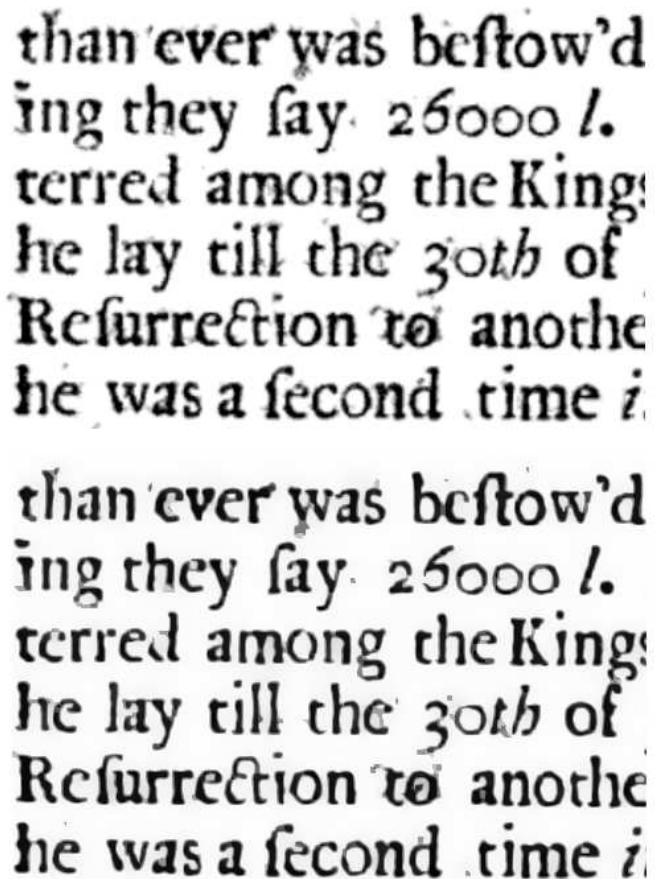 than ever was beſtow'd
ing they ſay 26000 l.
terred among the Kings
he lay till the 30th of
Reſurrection to anothe
he was a ſecond time i
than ever was beſtow'd
ing they ſay 26000 l.
terred among the Kings
he lay till the 30th of
Reſurrection to anothe
he was a ſecond time i